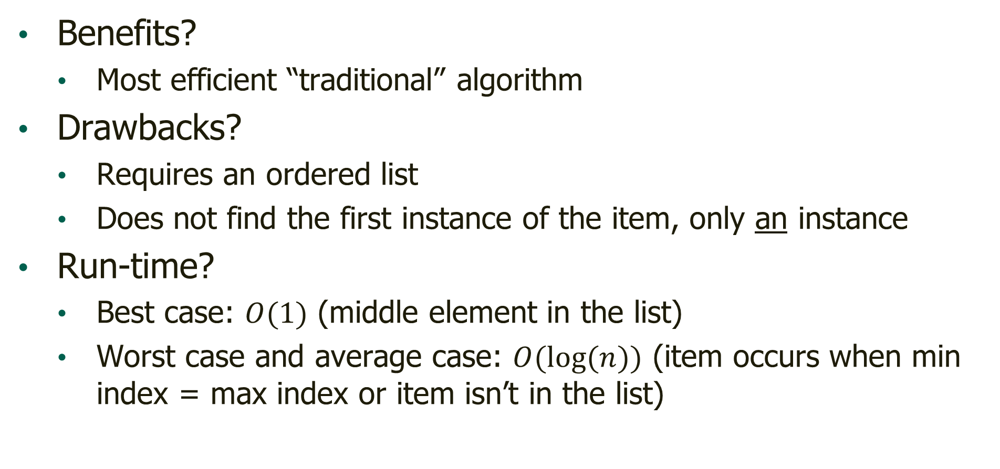 • Benefits?
• Most efficient “traditional” algorithm
• Drawbacks?
• Requires an ordered list
• Does not find the first instance of the item, only an instance
• Run-time?
• Best case: O(1) (middle element in the list)
• Worst case and average case: O(log(n)) (item occurs when min
index = max index or item isn’t in the list)